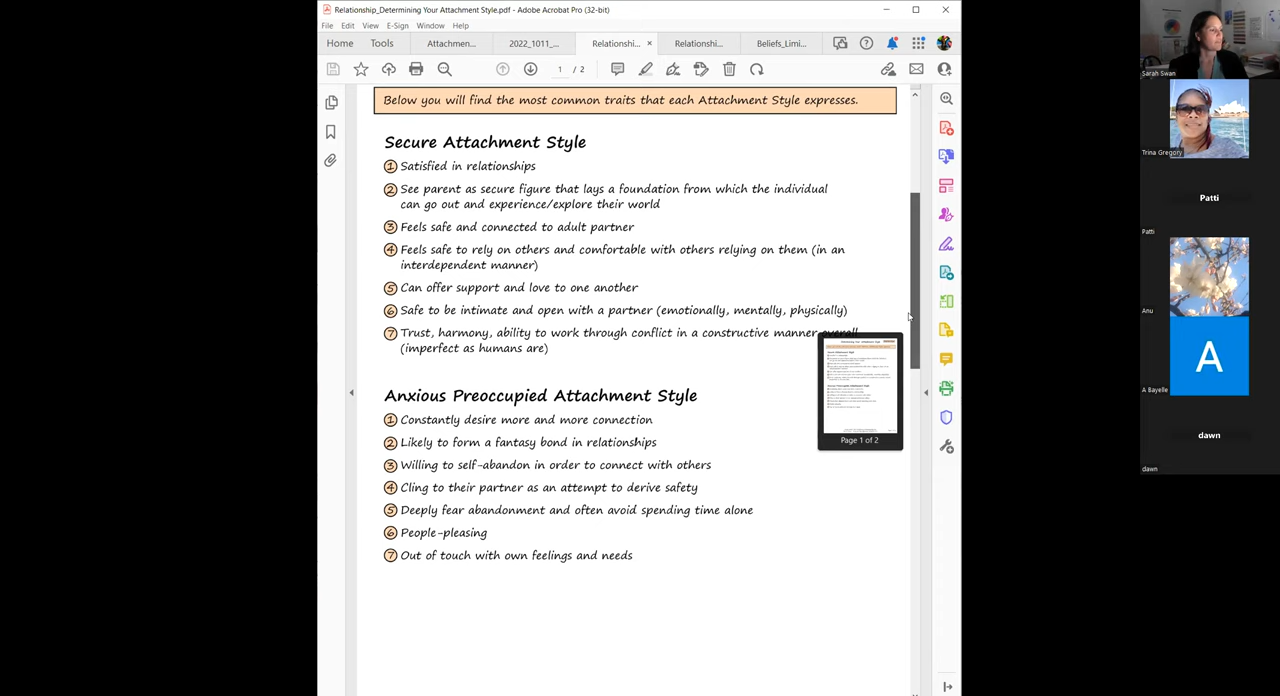 Relationship_Determining Your Attachment Style.pdf - Adobe Acrobat Pro (32-bit)
File Edit View E-Sign Window Help
Home Tools Attachmen... 2022_1011_... Relationshi... × Relationshi... Beliefs_Limi...
1 / 2
Below you will find the most common traits that each Attachment Style expresses.
Secure Attachment Style
1 Satisfied in relationships
2 See parent as secure figure that lays a foundation from which the individual
can go out and experience/explore their world
3 Feels safe and connected to adult partner
4 Feels safe to rely on others and comfortable with others relying on them (in an
interdependent manner)
5 Can offer support and love to one another
6 Safe to be intimate and open with a partner (emotionally, mentally, physically)
7 Trust, harmony, ability to work through conflict in a constructive manner overall
(imperfect as humans are)
Anxious Preoccupied Attachment Style
1 Constantly desire more and more connection
2 Likely to form a fantasy bond in relationships
3 Willing to self-abandon in order to connect with others
4 Cling to their partner as an attempt to derive safety
5 Deeply fear abandonment and often avoid spending time alone
6 People-pleasing
7 Out of touch with own feelings and needs
Page 1 of 2
Sarah Swan
Trina Gregory
Patti
Patti
Anu
A
A Bayelle
dawn
dawn